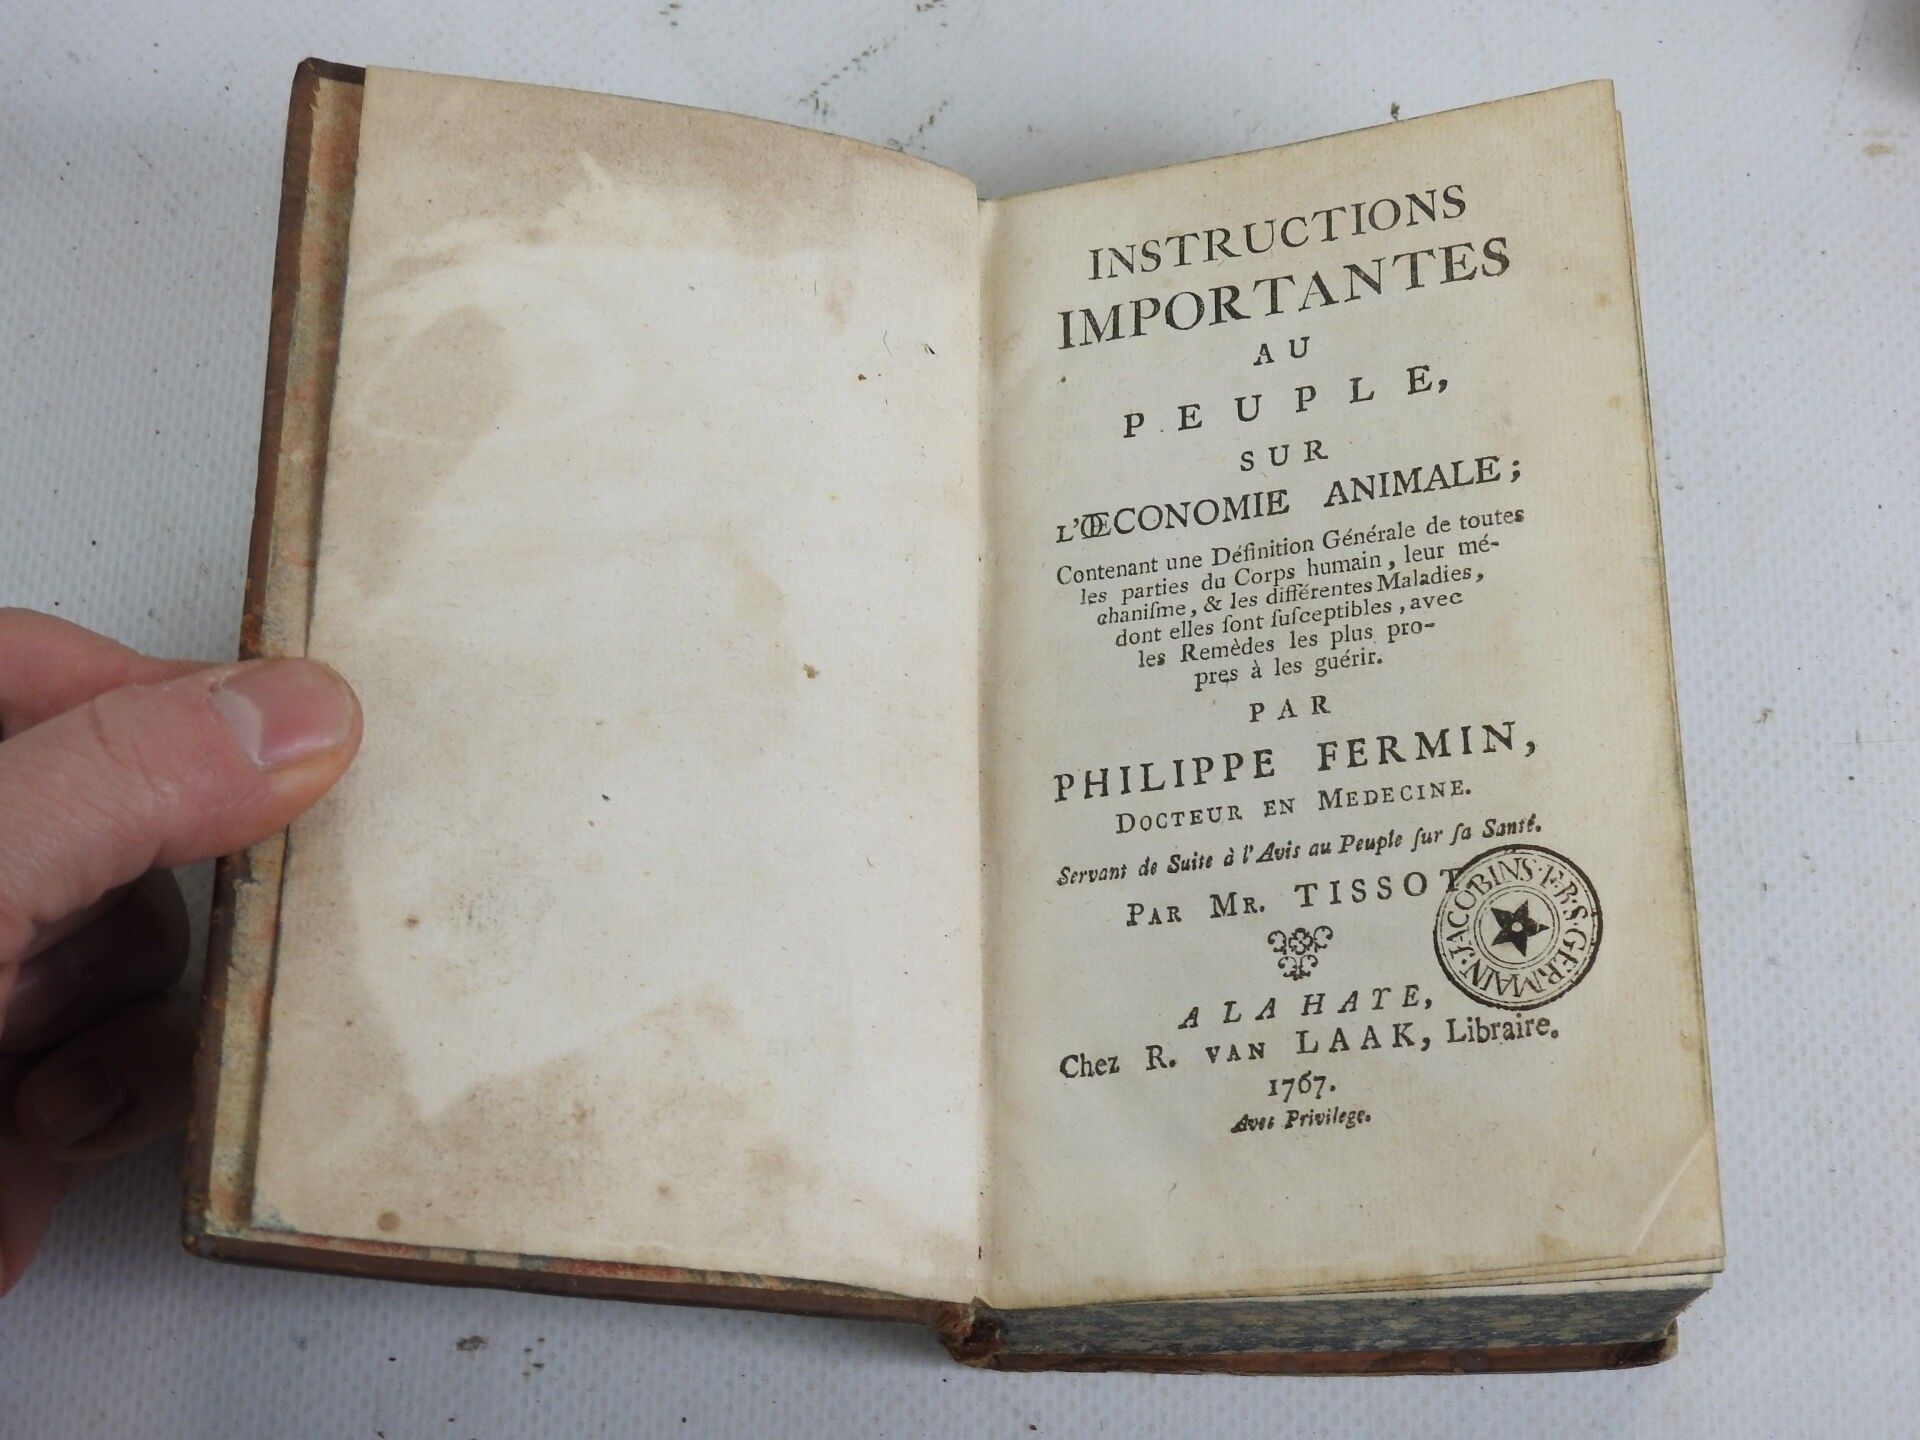 INSTRUCTIONS
IMPORTANTES
AU
PEUPLE,
SUR
L'ŒCONOMIE ANIMALE;
Contenant une Définition Générale de toutes
les parties du Corps humain, leur mé-
chaniſme, & les différentes Maladies,
dont elles ſont ſuſceptibles, avec
les Remèdes les plus pro-
pres à les guérir.
PAR
PHILIPPE FERMIN,
DOCTEUR EN MEDECINE.
Servant de Suite à l'Avis au Peuple ſur ſa Santé.
PAR MR. TISSOT
JACOBINS·F.BS·GERMAIN·
A LA HAYE,
Chez R. VAN LAAK, Libraire.
1767.
Avec Privilege.